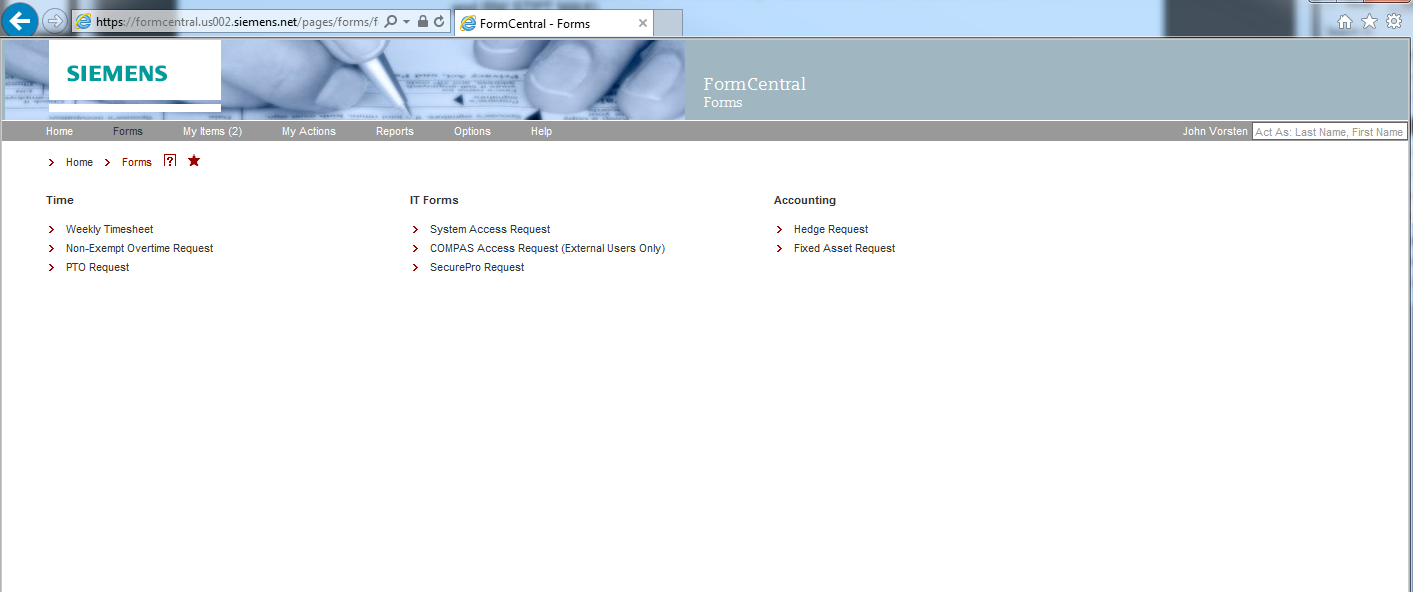 https://formcentral.us002.siemens.net/pages/forms/f
FormCentral - Forms
SIEMENS
FormCentral
Forms
Home Forms My Items (2) My Actions Reports Options Help John Vorsten Act As: Last Name, First Name
Home Forms ?
Time
Weekly Timesheet
Non-Exempt Overtime Request
PTO Request
IT Forms
System Access Request
COMPAS Access Request (External Users Only)
SecurePro Request
Accounting
Hedge Request
Fixed Asset Request